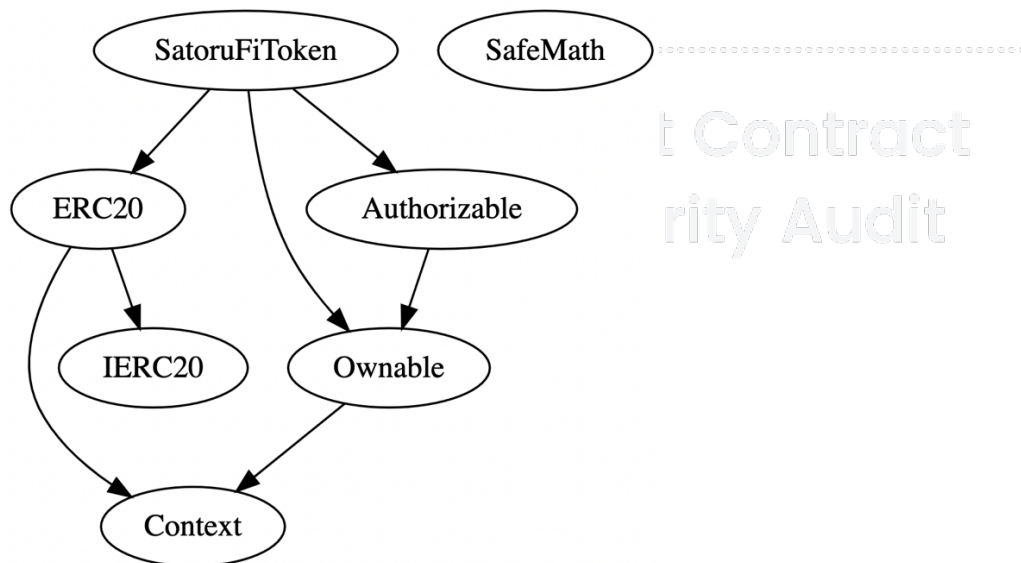 SatoruFiToken
SafeMath
t Contract
rity Audit
ERC20
Authorizable
IERC20
Ownable
Context